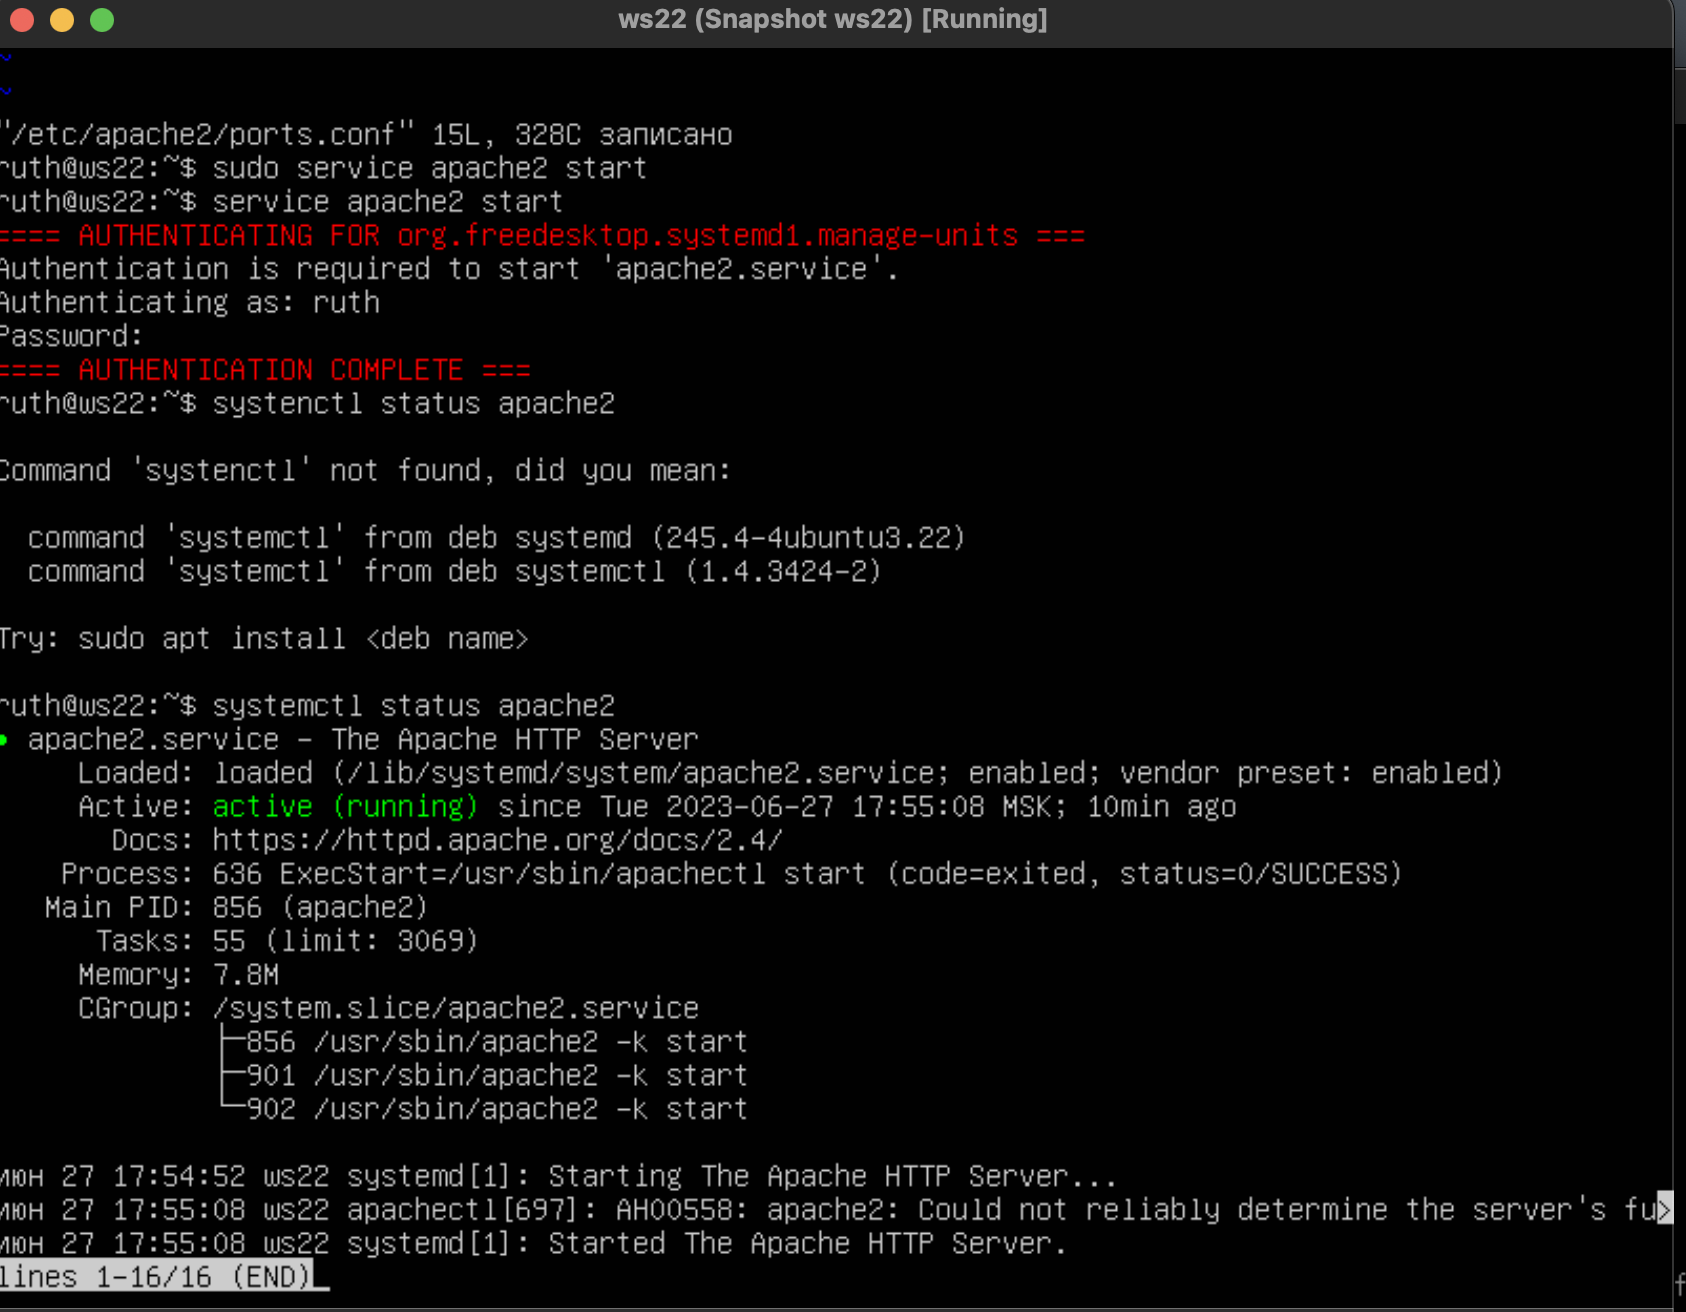 ws22 (Snapshot ws22) [Running]
~
~
"/etc/apache2/ports.conf" 15L, 328C записано
ruth@ws22:~$ sudo service apache2 start
ruth@ws22:~$ service apache2 start
==== AUTHENTICATING FOR org.freedesktop.systemd1.manage-units ===
Authentication is required to start 'apache2.service'.
Authenticating as: ruth
Password:
==== AUTHENTICATION COMPLETE ===
ruth@ws22:~$ systenctl status apache2
Command 'systenctl' not found, did you mean:
command 'systemctl' from deb systemd (245.4-4ubuntu3.22)
command 'systemctl' from deb systemctl (1.4.3424-2)
Try: sudo apt install <deb name>
ruth@ws22:~$ systemctl status apache2
● apache2.service - The Apache HTTP Server
Loaded: loaded (/lib/systemd/system/apache2.service; enabled; vendor preset: enabled)
Active: active (running) since Tue 2023-06-27 17:55:08 MSK; 10min ago
Docs: https://httpd.apache.org/docs/2.4/
Process: 636 ExecStart=/usr/sbin/apachectl start (code=exited, status=0/SUCCESS)
Main PID: 856 (apache2)
Tasks: 55 (limit: 3069)
Memory: 7.8M
CGroup: /system.slice/apache2.service
├─856 /usr/sbin/apache2 -k start
├─901 /usr/sbin/apache2 -k start
└─902 /usr/sbin/apache2 -k start
июн 27 17:54:52 ws22 systemd[1]: Starting The Apache HTTP Server...
июн 27 17:55:08 ws22 apachectl[697]: AH00558: apache2: Could not reliably determine the server's fu>
июн 27 17:55:08 ws22 systemd[1]: Started The Apache HTTP Server.
lines 1-16/16 (END)